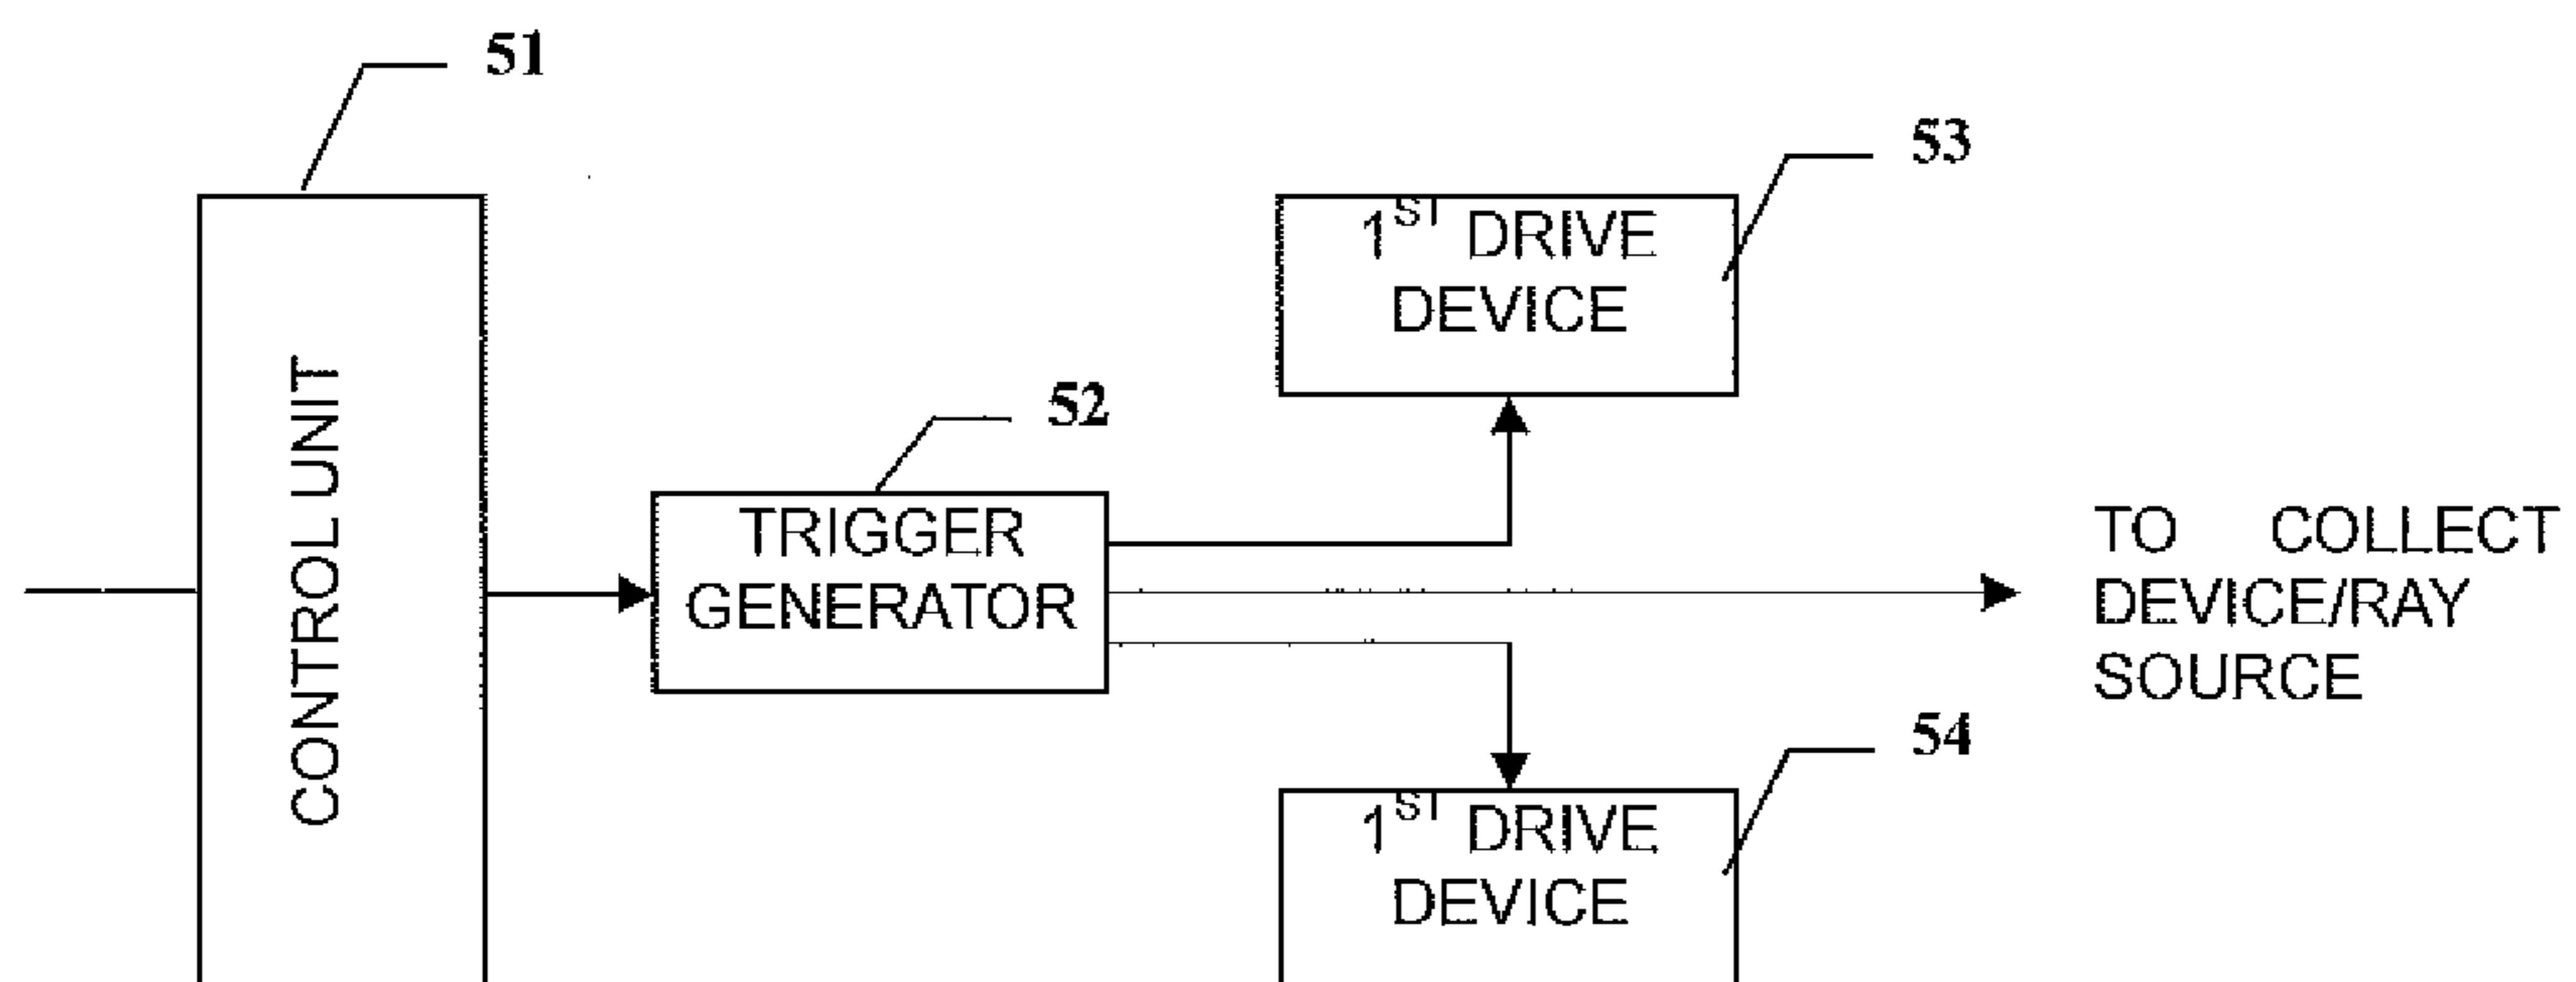 51
53
1ST DRIVE
DEVICE
CONTROL UNIT
52
TRIGGER
GENERATOR
TO COLLECT
DEVICE/RAY
SOURCE
54
1ST DRIVE
DEVICE